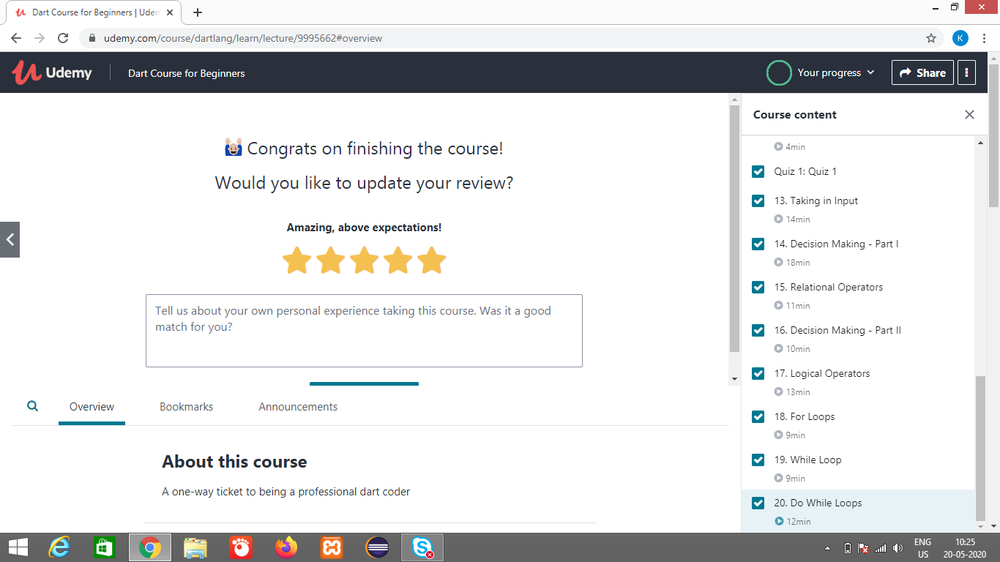 Dart Course for Beginners | Uden
udemy.com/course/dartlang/learn/lecture/9995662#overview
K
Udemy
Dart Course for Beginners
Your progress
Share
Congrats on finishing the course!
Would you like to update your review?
Amazing, above expectations!
Tell us about your own personal experience taking this course. Was it a good
match for you?
Overview
Bookmarks
Announcements
About this course
A one-way ticket to being a professional dart coder
Course content
4min
Quiz 1: Quiz 1
13. Taking in Input
14min
14. Decision Making - Part I
18min
15. Relational Operators
11min
16. Decision Making - Part II
10min
17. Logical Operators
13min
18. For Loops
9min
19. While Loop
9min
20. Do While Loops
12min
ENG
US
10:25
20-05-2020